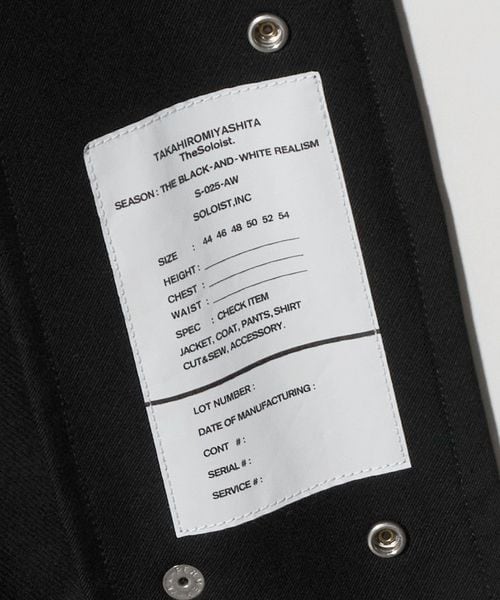 TAKAHIROMIYASHITA
TheSoloist.
SEASON : THE BLACK-AND-WHITE REALISM
S-025-AW
SOLOIST,INC
SIZE : 44 46 48 50 52 54
HEIGHT :
CHEST :
WAIST :
SPEC : CHECK ITEM
JACKET, COAT, PANTS, SHIRT
CUT&SEW, ACCESSORY.
LOT NUMBER :
DATE OF MANUFACTURING :
CONT # :
SERIAL # :
SERVICE # :